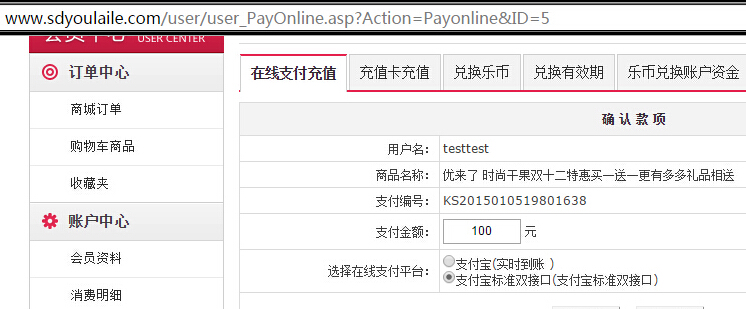 www.sdyoulaile.com/user/user_PayOnline.asp?Action=Payonline&ID=5
会员中心 USER CENTER
订单中心
商城订单
购物车商品
收藏夹
账户中心
会员资料
消费明细
在线支付充值 充值卡充值 兑换乐币 兑换有效期 乐币兑换账户资金
确 认 款 项
用户名: testtest
商品名称: 优来了 时尚干果双十二特惠买一送一更有多多礼品相送
支付编号: KS2015010519801638
支付金额: 100 元
选择在线支付平台: 支付宝(实时到账 )
支付宝标准双接口(支付宝标准双接口)